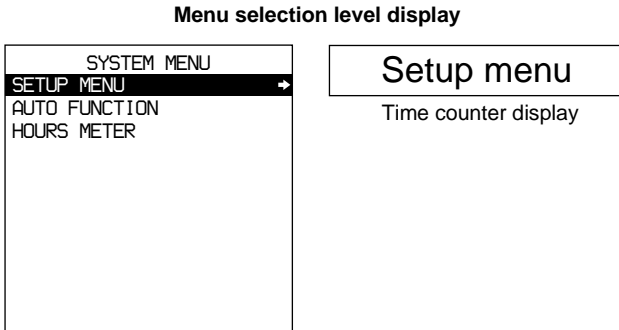 Menu selection level display
SYSTEM MENU
SETUP MENU
AUTO FUNCTION
HOURS METER
Setup menu
Time counter display